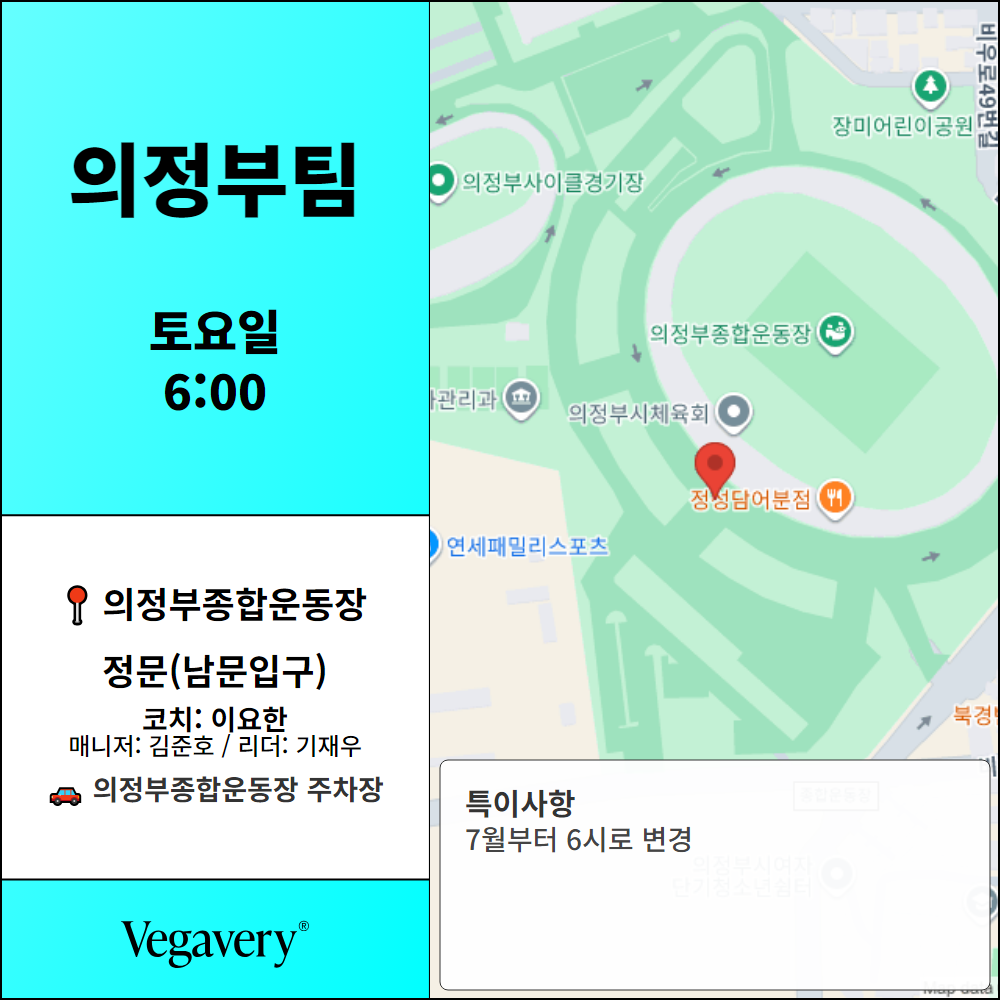 의정부팀
토요일
6:00
의정부종합운동장
정문(남문입구)
코치: 이요한
매니저: 김준호 / 리더: 기재우
의정부종합운동장 주차장
Vegavery®
비우로49번길
장미어린이공원
의정부사이클경기장
의정부종합운동장
관리과
의정부시체육회
정성담어분점
연세패밀리스포츠
북경
특이사항
7월부터 6시로 변경
종합운동장
의정부시여자
단기청소년쉼터
Map data